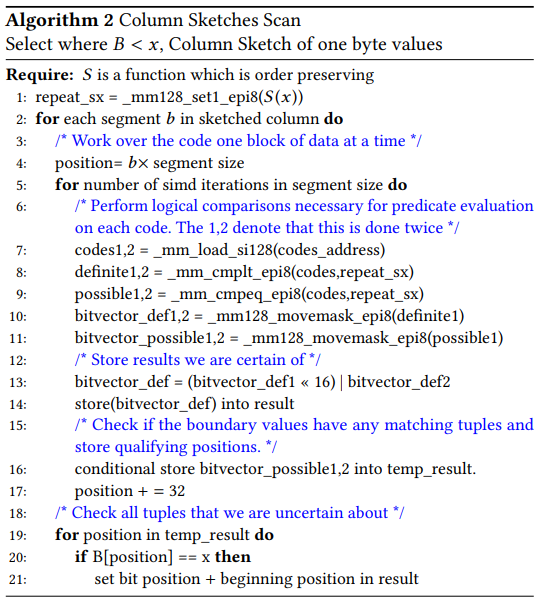 Algorithm 2 Column Sketches Scan
Select where B < x, Column Sketch of one byte values
Require: S is a function which is order preserving
1: repeat_sx = _mm128_set1_epi8(S(x))
2: for each segment b in sketched column do
3: /* Work over the code one block of data at a time */
4: position= b× segment size
5: for number of simd iterations in segment size do
6: /* Perform logical comparisons necessary for predicate evaluation
on each code. The 1,2 denote that this is done twice */
7: codes1,2 = _mm_load_si128(codes_address)
8: definite1,2 = _mm_cmplt_epi8(codes,repeat_sx)
9: possible1,2 = _mm_cmpeq_epi8(codes,repeat_sx)
10: bitvector_def1,2 = _mm128_movemask_epi8(definite1)
11: bitvector_possible1,2 = _mm128_movemask_epi8(possible1)
12: /* Store results we are certain of */
13: bitvector_def = (bitvector_def1 « 16) | bitvector_def2
14: store(bitvector_def) into result
15: /* Check if the boundary values have any matching tuples and
store qualifying positions. */
16: conditional store bitvector_possible1,2 into temp_result.
17: position + = 32
18: /* Check all tuples that we are uncertain about */
19: for position in temp_result do
20: if B[position] == x then
21: set bit position + beginning position in result